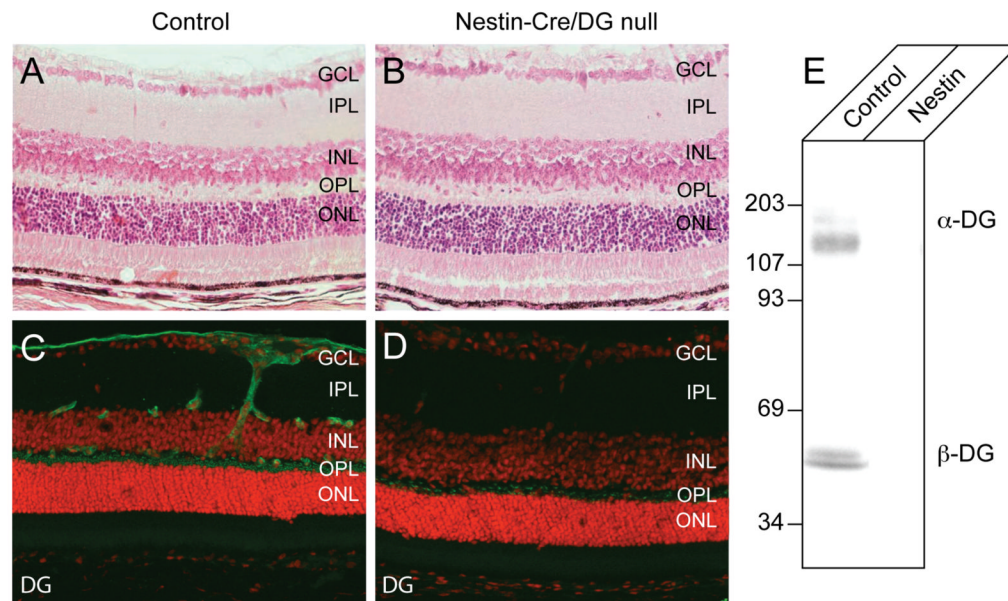 Control
Nestin-Cre/DG null
A
GCL
IPL
INL
OPL
ONL
B
GCL
IPL
INL
OPL
ONL
C
GCL
IPL
INL
OPL
ONL
DG
D
GCL
IPL
INL
OPL
ONL
DG
E
Control
Nestin
203
107
93
69
34
α-DG
β-DG